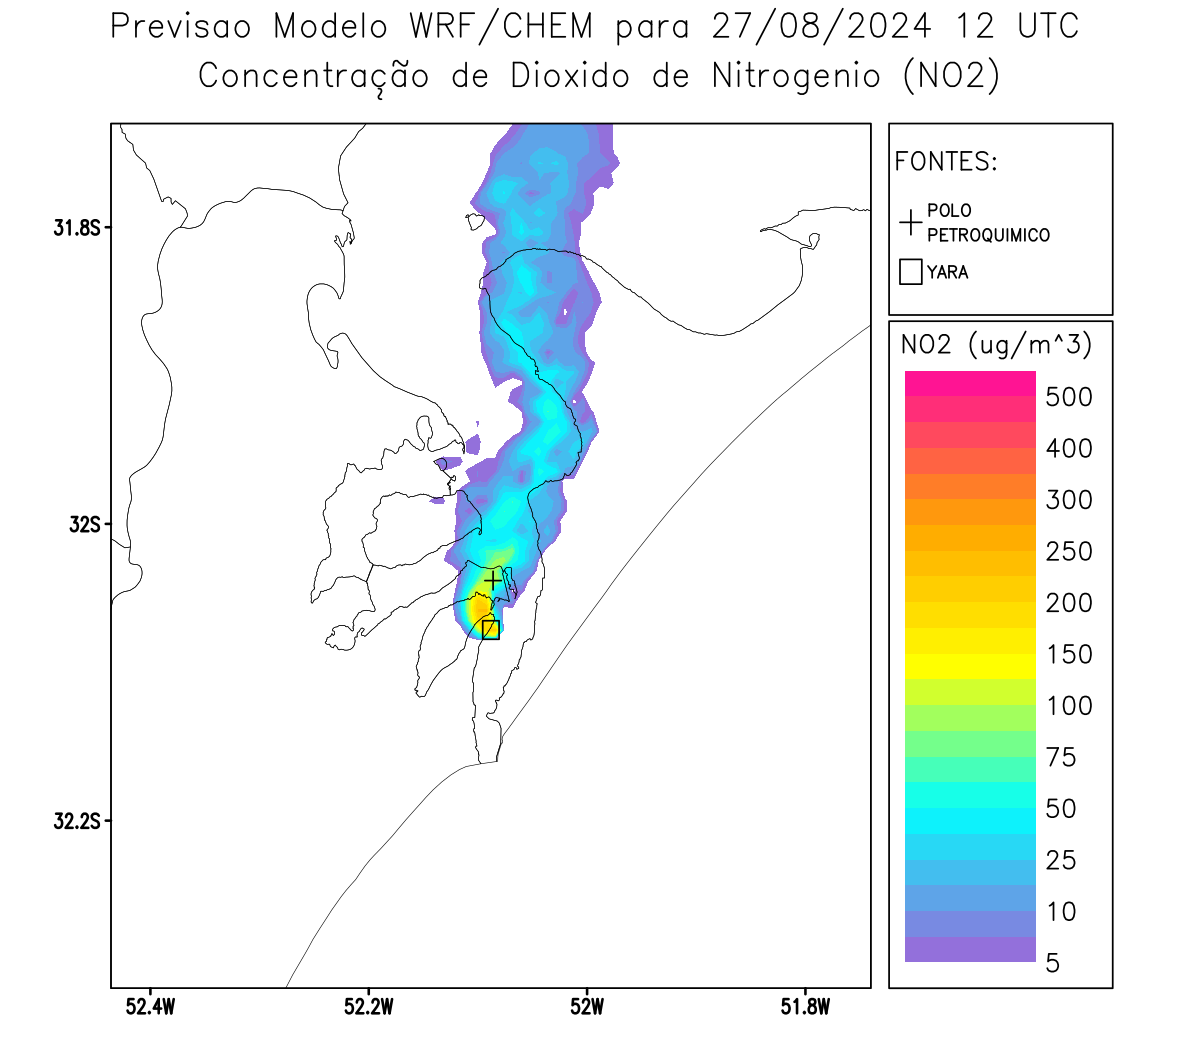 Previsao Modelo WRF/CHEM para 27/08/2024 12 UTC
Concentração de Dioxido de Nitrogenio (NO2)
FONTES:
POLO
PETROQUIMICO
YARA
NO2 (ug/m^3)
500
400
300
250
200
150
100
75
50
25
10
5
31.8S
32S
32.2S
52.4W
52.2W
52W
51.8W